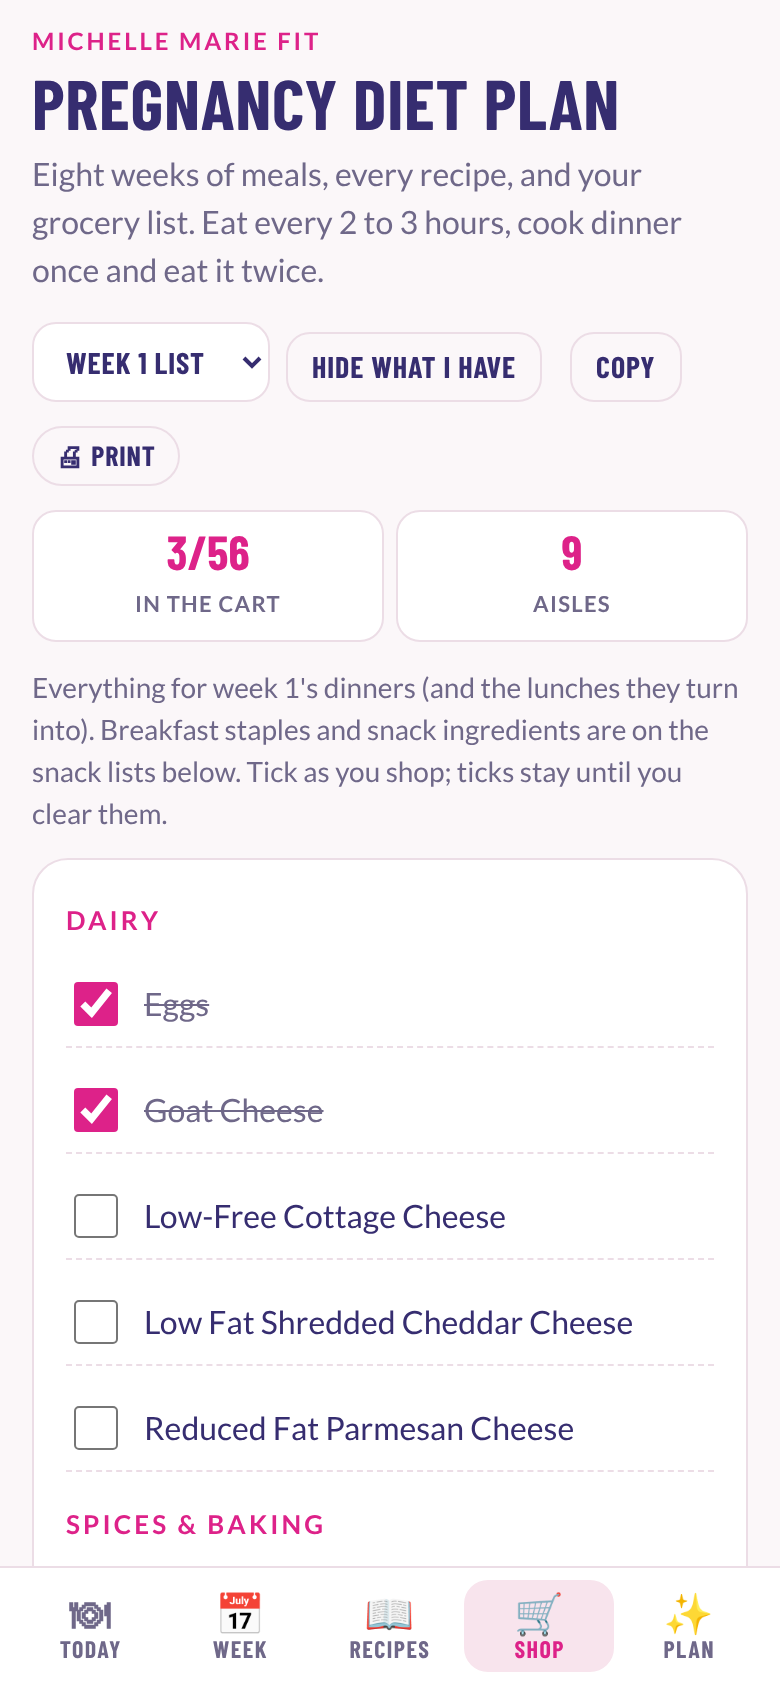 MICHELLE MARIE FIT
PREGNANCY DIET PLAN
Eight weeks of meals, every recipe, and your
grocery list. Eat every 2 to 3 hours, cook dinner
once and eat it twice.
WEEK 1 LIST
HIDE WHAT I HAVE
COPY
PRINT
3/56
IN THE CART
9
AISLES
Everything for week 1's dinners (and the lunches they turn
into). Breakfast staples and snack ingredients are on the
snack lists below. Tick as you shop; ticks stay until you
clear them.
DAIRY
Eggs
Goat Cheese
Low-Free Cottage Cheese
Low Fat Shredded Cheddar Cheese
Reduced Fat Parmesan Cheese
SPICES & BAKING
July
17
TODAY
WEEK
RECIPES
SHOP
PLAN